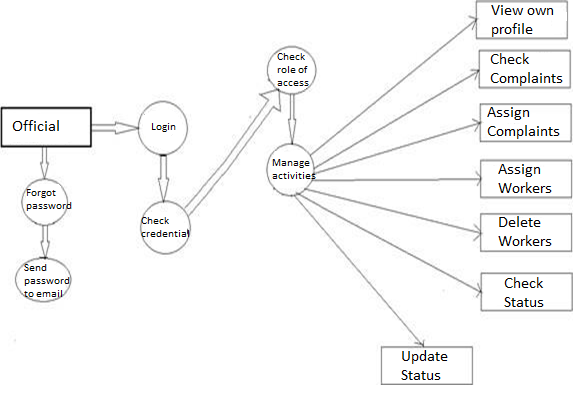 Official
Login
Forgot
password
Send
password
to email
Check
credential
Check
role of
access
Manage
activities
View own
profile
Check
Complaints
Assign
Complaints
Assign
Workers
Delete
Workers
Check
Status
Update
Status